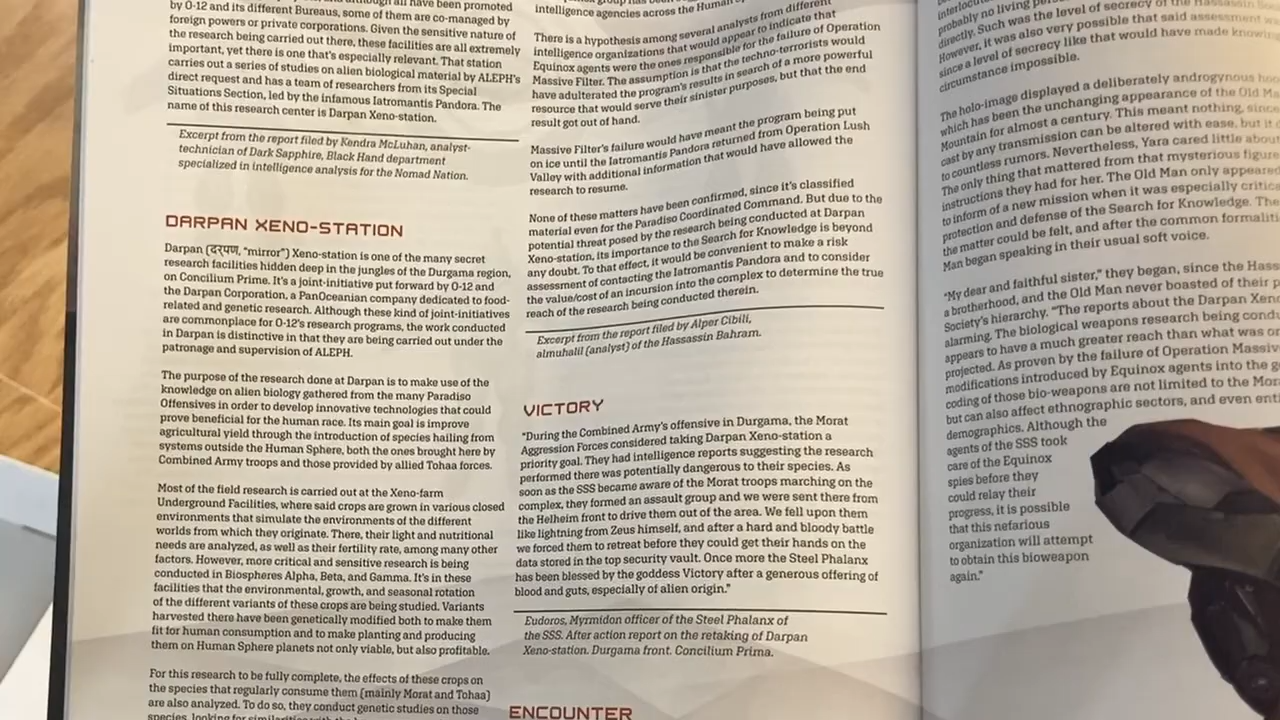 have been promoted
by O-12 and its different Bureaus, some of them are co-managed by
foreign powers or private corporations. Given the sensitive nature of
the research being carried out there, these facilities are all extremely
important, yet there is one that's especially relevant. That station
carries out a series of studies on alien biological material by ALEPH's
direct request and has a team of researchers from its Special
Situations Section, led by the infamous Iatromantis Pandora. The
name of this research center is Darpan Xeno-station.
Excerpt from the report filed by Kendra McLuhan, analyst-
technician of Dark Sapphire, Black Hand department
specialized in intelligence analysis for the Nomad Nation.
DARPAN XENO-STATION
Darpan (दर्पण, "mirror") Xeno-station is one of the many secret
research facilities hidden deep in the jungles of the Durgama region,
on Concilium Prime. It's a joint-initiative put forward by O-12 and
the Darpan Corporation, a PanOceanian company dedicated to food-
related and genetic research. Although these kind of joint-initiatives
are commonplace for O-12's research programs, the work conducted
in Darpan is distinctive in that they are being carried out under the
patronage and supervision of ALEPH.
The purpose of the research done at Darpan is to make use of the
knowledge on alien biology gathered from the many Paradiso
Offensives in order to develop innovative technologies that could
prove beneficial for the human race. Its main goal is improve
agricultural yield through the introduction of species hailing from
systems outside the Human Sphere, both the ones brought here by
Combined Army troops and those provided by allied Tohaa forces.
Most of the field research is carried out at the Xeno-farm
Underground Facilities, where said crops are grown in various closed
environments that simulate the environments of the different
worlds from which they originate. There, their light and nutritional
needs are analyzed, as well as their fertility rate, among many other
factors. However, more critical and sensitive research is being
conducted in Biospheres Alpha, Beta, and Gamma. It's in these
facilities that the environmental, growth, and seasonal rotation
of the different variants of these crops are being studied. Variants
harvested there have been genetically modified both to make them
fit for human consumption and to make planting and producing
them on Human Sphere planets not only viable, but also profitable.
For this research to be fully complete, the effects of these crops on
the species that regularly consume them (mainly Morat and Tohaa)
are also analyzed. To do so, they conduct genetic studies on those
species, looking for
intelligence agencies across the Human
There is a hypothesis among several analysts from different
intelligence organizations that would appear to indicate that
Equinox agents were the ones responsible for the failure of Operation
Massive Filter. The assumption is that the techno-terrorists would
have adulterated the program's results in search of a more powerful
resource that would serve their sinister purposes, but that the end
result got out of hand.
Massive Filter's failure would have meant the program being put
on ice until the Iatromantis Pandora returned from Operation Lush
Valley with additional information that would have allowed the
research to resume.
None of these matters have been confirmed, since it's classified
material even for the Paradiso Coordinated Command. But due to the
potential threat posed by the research being conducted at Darpan
Xeno-station, its importance to the Search for Knowledge is beyond
any doubt. To that effect, it would be convenient to make a risk
assessment of contacting the Iatromantis Pandora and to consider
the value/cost of an incursion into the complex to determine the true
reach of the research being conducted therein.
Excerpt from the report filed by Alper Cibili,
almuhalil (analyst) of the Hassassin Bahram.
VICTORY
"During the Combined Army's offensive in Durgama, the Morat
Aggression Forces considered taking Darpan Xeno-station a
priority goal. They had intelligence reports suggesting the research
performed there was potentially dangerous to their species. As
soon as the SSS became aware of the Morat troops marching on the
complex, they formed an assault group and we were sent there from
the Helheim front to drive them out of the area. We fell upon them
like lightning from Zeus himself, and after a hard and bloody battle
we forced them to retreat before they could get their hands on the
data stored in the top security vault. Once more the Steel Phalanx
has been blessed by the goddess Victory after a generous offering of
blood and guts, especially of alien origin."
Eudoros, Myrmidon officer of the Steel Phalanx of
the SSS. After action report on the retaking of Darpan
Xeno-station. Durgama front. Concilium Prima.
ENCOUNTER
probably no living
directly. Such was the level of secrecy of the Hassassin
However, it was also very possible that said assessment
since a level of secrecy like that would have made knowing
circumstance impossible.
The holo-image displayed a deliberately androgynous
which has been the unchanging appearance of the Old
Mountain for almost a century. This meant nothing, since
cast by any transmission can be altered with ease, but it
to countless rumors. Nevertheless, Yara cared little about
The only thing that mattered from that mysterious figure
instructions they had for her. The Old Man only appeared
to inform of a new mission when it was especially
protection and defense of the Search for Knowledge. The
the matter could be felt, and after the common
Man began speaking in their usual soft voice.
"My dear and faithful sister," they began, since the
a brotherhood, and the Old Man never boasted of their
Society's hierarchy. "The reports about the Darpan
alarming. The biological weapons research being
appears to have a much greater reach than what was
projected. As proven by the failure of Operation
modifications introduced by Equinox agents into the
coding of those bio-weapons are not limited to the
but can also affect ethnographic sectors, and even
demographics. Although the
agents of the SSS took
care of the Equinox
spies before they
could relay their
progress, it is possible
that this nefarious
organization will attempt
to obtain this bioweapon
again."